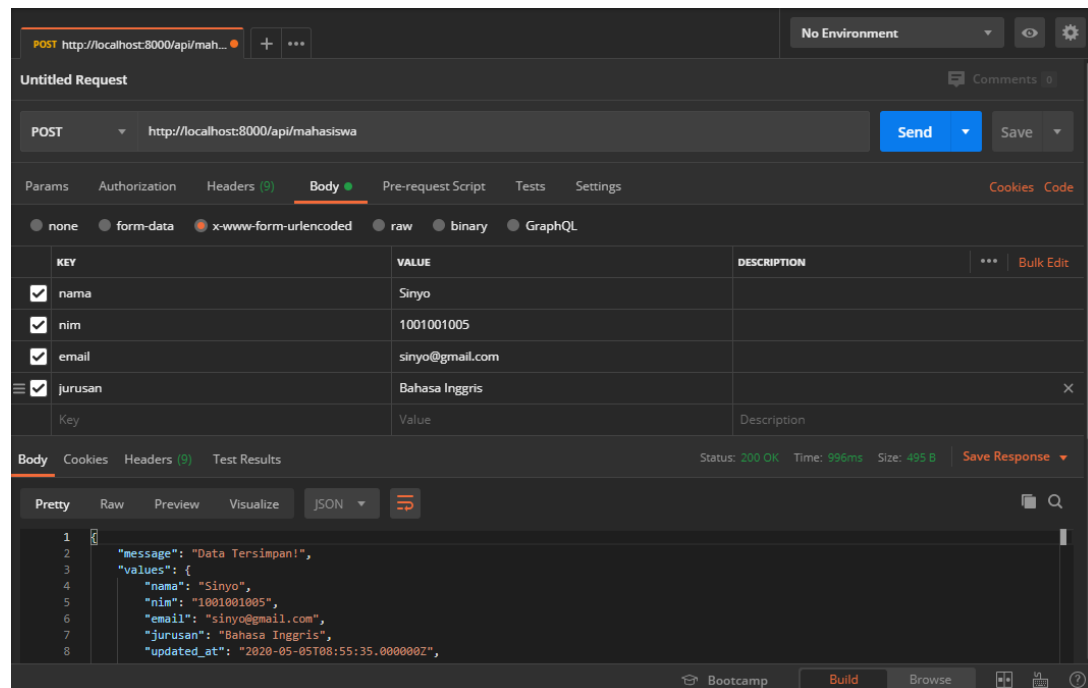 POST http://localhost:8000/api/mah... + ••• No Environment
Untitled Request Comments 0
POST http://localhost:8000/api/mahasiswa Send Save
Params Authorization Headers (9) Body Pre-request Script Tests Settings Cookies Code
none form-data x-www-form-urlencoded raw binary GraphQL
KEY VALUE DESCRIPTION ••• Bulk Edit
nama Sinyo
nim 1001001005
email sinyo@gmail.com
jurusan Bahasa Inggris
Key Value Description
Body Cookies Headers (9) Test Results Status: 200 OK Time: 996ms Size: 495 B Save Response
Pretty Raw Preview Visualize JSON
1 {
2 "message": "Data Tersimpan!",
3 "values": {
4 "nama": "Sinyo",
5 "nim": "1001001005",
6 "email": "sinyo@gmail.com",
7 "jurusan": "Bahasa Inggris",
8 "updated_at": "2020-05-05T08:55:35.000000Z",
Bootcamp Build Browse